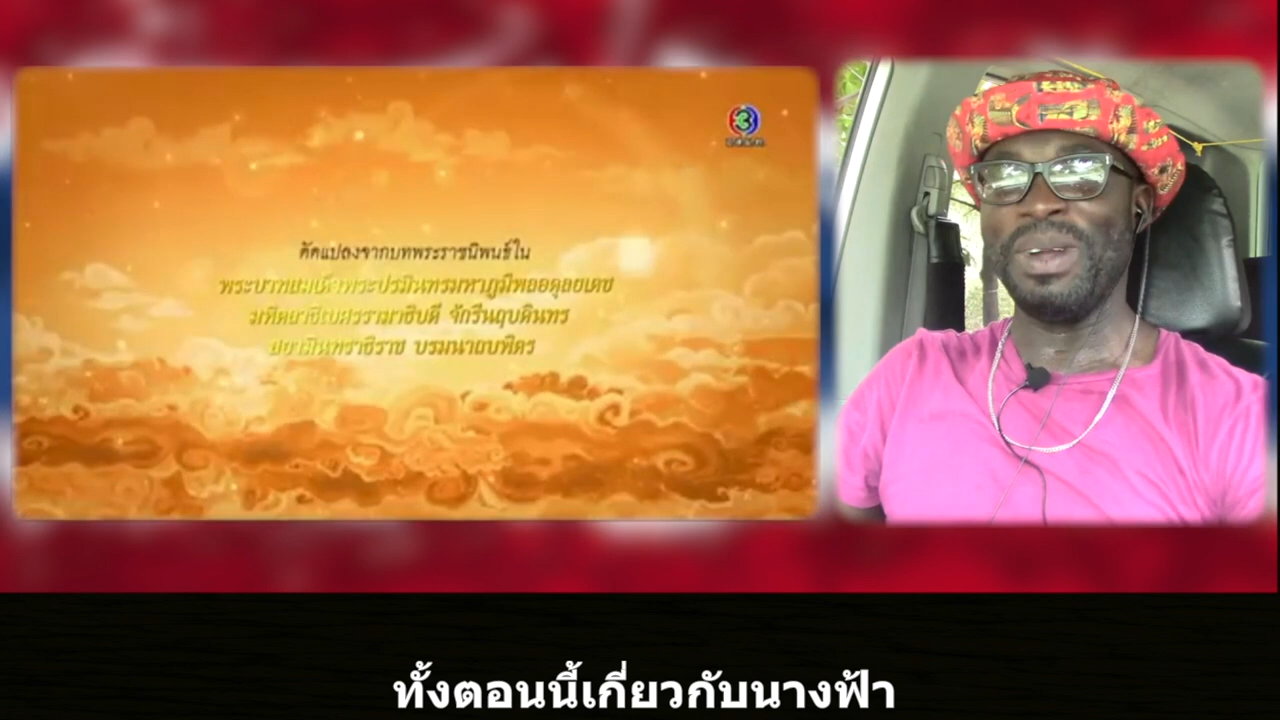 ดัดแปลงจากบทพระราชนิพนธ์ใน
พระบาทสมเด็จพระปรมินทรมหาภูมิพลอดุลยเดช
มหิตลาธิเบศรรามาธิบดี จักรีนฤบดินทร
สยามินทราธิราช บรมนาถบพิตร
ทั้งตอนนี้เกี่ยวกับนางฟ้า